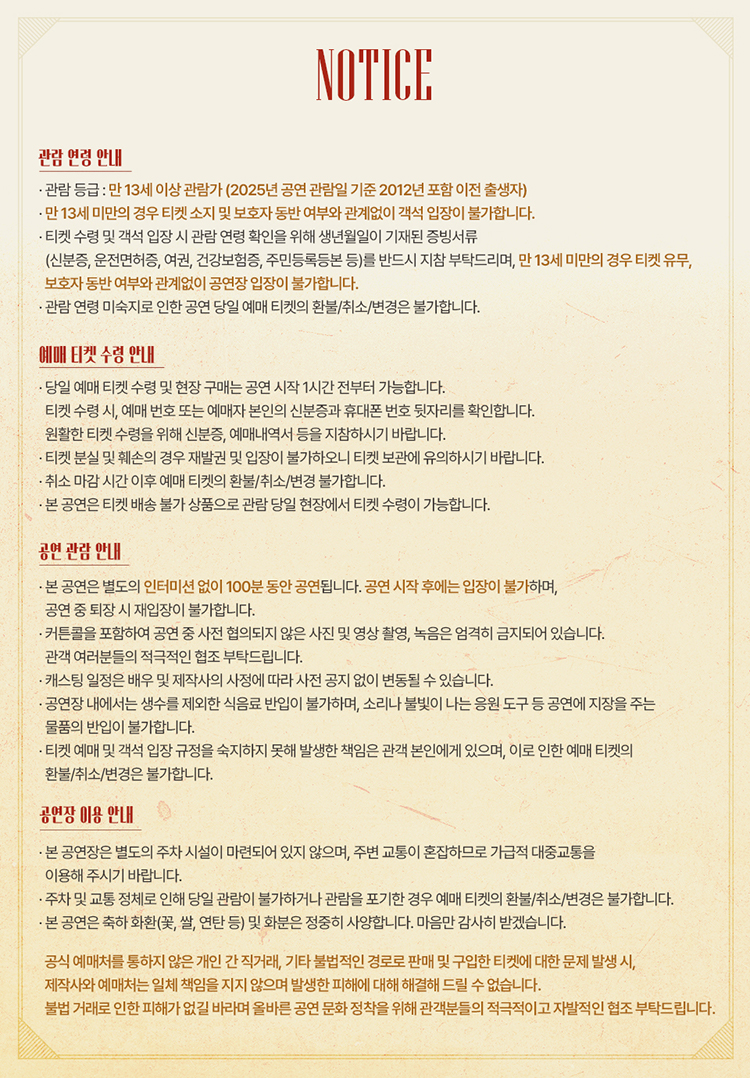 NOTICE
관람 연령 안내
· 관람 등급 : 만 13세 이상 관람가 (2025년 공연 관람일 기준 2012년 포함 이전 출생자)
· 만 13세 미만의 경우 티켓 소지 및 보호자 동반 여부와 관계없이 객석 입장이 불가합니다.
· 티켓 수령 및 객석 입장 시 관람 연령 확인을 위해 생년월일이 기재된 증빙서류
(신분증, 운전면허증, 여권, 건강보험증, 주민등록등본 등)를 반드시 지참 부탁드리며, 만 13세 미만의 경우 티켓 유무,
보호자 동반 여부와 관계없이 공연장 입장이 불가합니다.
· 관람 연령 미숙지로 인한 공연 당일 예매 티켓의 환불/취소/변경은 불가합니다.
예매 티켓 수령 안내
· 당일 예매 티켓 수령 및 현장 구매는 공연 시작 1시간 전부터 가능합니다.
티켓 수령 시, 예매 번호 또는 예매자 본인의 신분증과 휴대폰 번호 뒷자리를 확인합니다.
원활한 티켓 수령을 위해 신분증, 예매내역서 등을 지참하시기 바랍니다.
· 티켓 분실 및 훼손의 경우 재발권 및 입장이 불가하오니 티켓 보관에 유의하시기 바랍니다.
· 취소 마감 시간 이후 예매 티켓의 환불/취소/변경 불가합니다.
· 본 공연은 티켓 배송 불가 상품으로 관람 당일 현장에서 티켓 수령이 가능합니다.
공연 관람 안내
· 본 공연은 별도의 인터미션 없이 100분 동안 공연됩니다. 공연 시작 후에는 입장이 불가하며,
공연 중 퇴장 시 재입장이 불가합니다.
· 커튼콜을 포함하여 공연 중 사전 협의되지 않은 사진 및 영상 촬영, 녹음은 엄격히 금지되어 있습니다.
관객 여러분들의 적극적인 협조 부탁드립니다.
· 캐스팅 일정은 배우 및 제작사의 사정에 따라 사전 공지 없이 변동될 수 있습니다.
· 공연장 내에서는 생수를 제외한 식음료 반입이 불가하며, 소리나 불빛이 나는 응원 도구 등 공연에 지장을 주는
물품의 반입이 불가합니다.
· 티켓 예매 및 객석 입장 규정을 숙지하지 못해 발생한 책임은 관객 본인에게 있으며, 이로 인한 예매 티켓의
환불/취소/변경은 불가합니다.
공연장 이용 안내
· 본 공연장은 별도의 주차 시설이 마련되어 있지 않으며, 주변 교통이 혼잡하므로 가급적 대중교통을
이용해 주시기 바랍니다.
· 주차 및 교통 정체로 인해 당일 관람이 불가하거나 관람을 포기한 경우 예매 티켓의 환불/취소/변경은 불가합니다.
· 본 공연은 축하 화환(꽃, 쌀, 연탄 등) 및 화분은 정중히 사양합니다. 마음만 감사히 받겠습니다.
공식 예매처를 통하지 않은 개인 간 직거래, 기타 불법적인 경로로 판매 및 구입한 티켓에 대한 문제 발생 시,
제작사와 예매처는 일체 책임을 지지 않으며 발생한 피해에 대해 해결해 드릴 수 없습니다.
불법 거래로 인한 피해가 없길 바라며 올바른 공연 문화 정착을 위해 관객분들의 적극적이고 자발적인 협조 부탁드립니다.